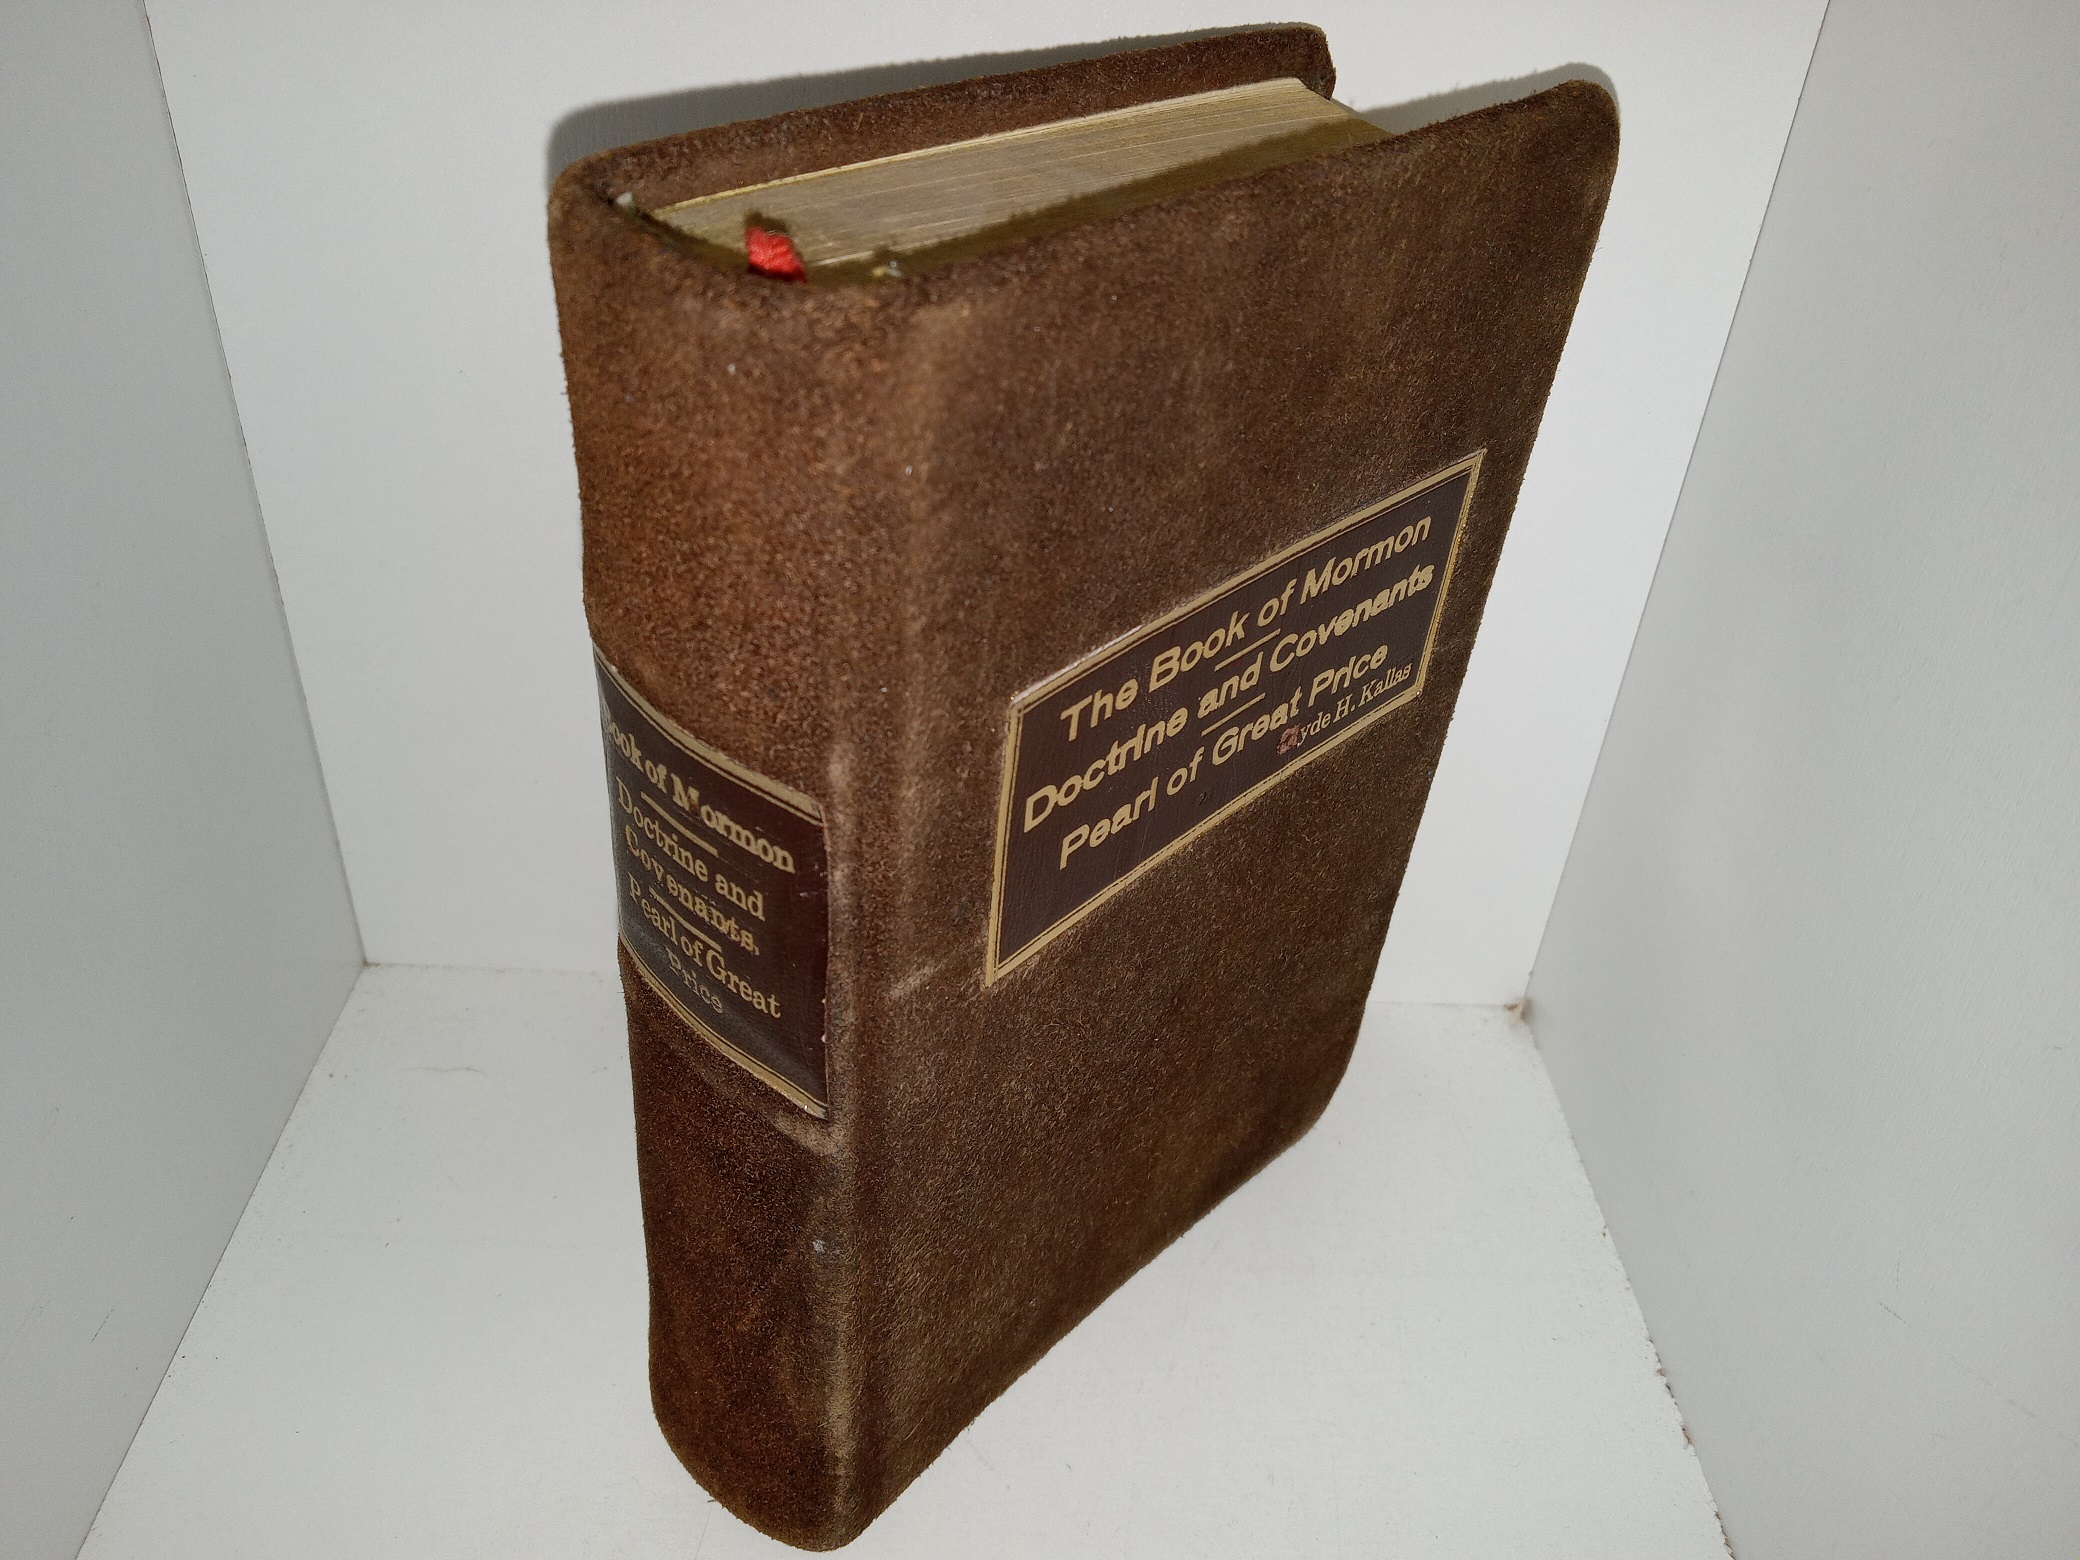 The Book of Mormon
Doctrine and Covenants
Pearl of Great Price
H. Kallas
Book of Mormon
Doctrine and
Covenants,
Pearl of Great
Price